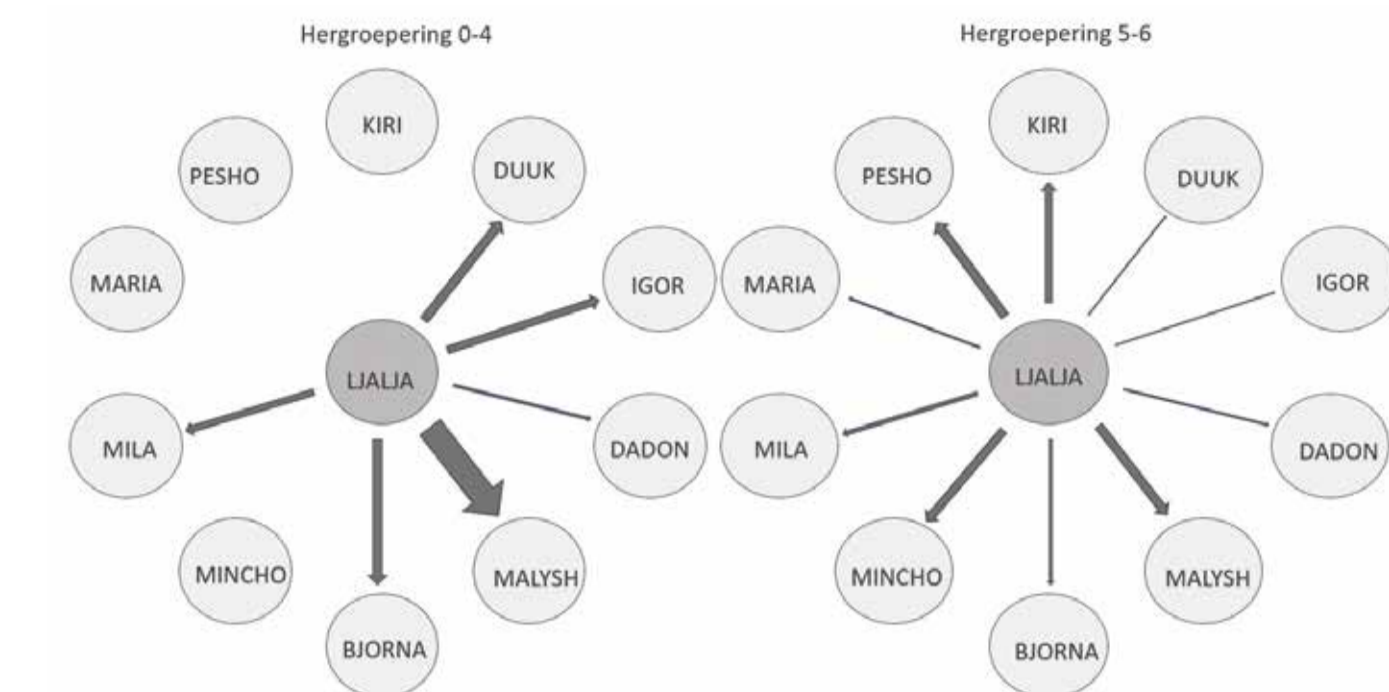 Hergroepering 0-4
KIRI
DUUK
PESHO
IGOR
MARIA
LJALJA
DADON
MILA
MALYSH
MINCHO
BJORNA
Hergroepering 5-6
KIRI
DUUK
PESHO
IGOR
MARIA
LJALJA
DADON
MILA
MALYSH
MINCHO
BJORNA